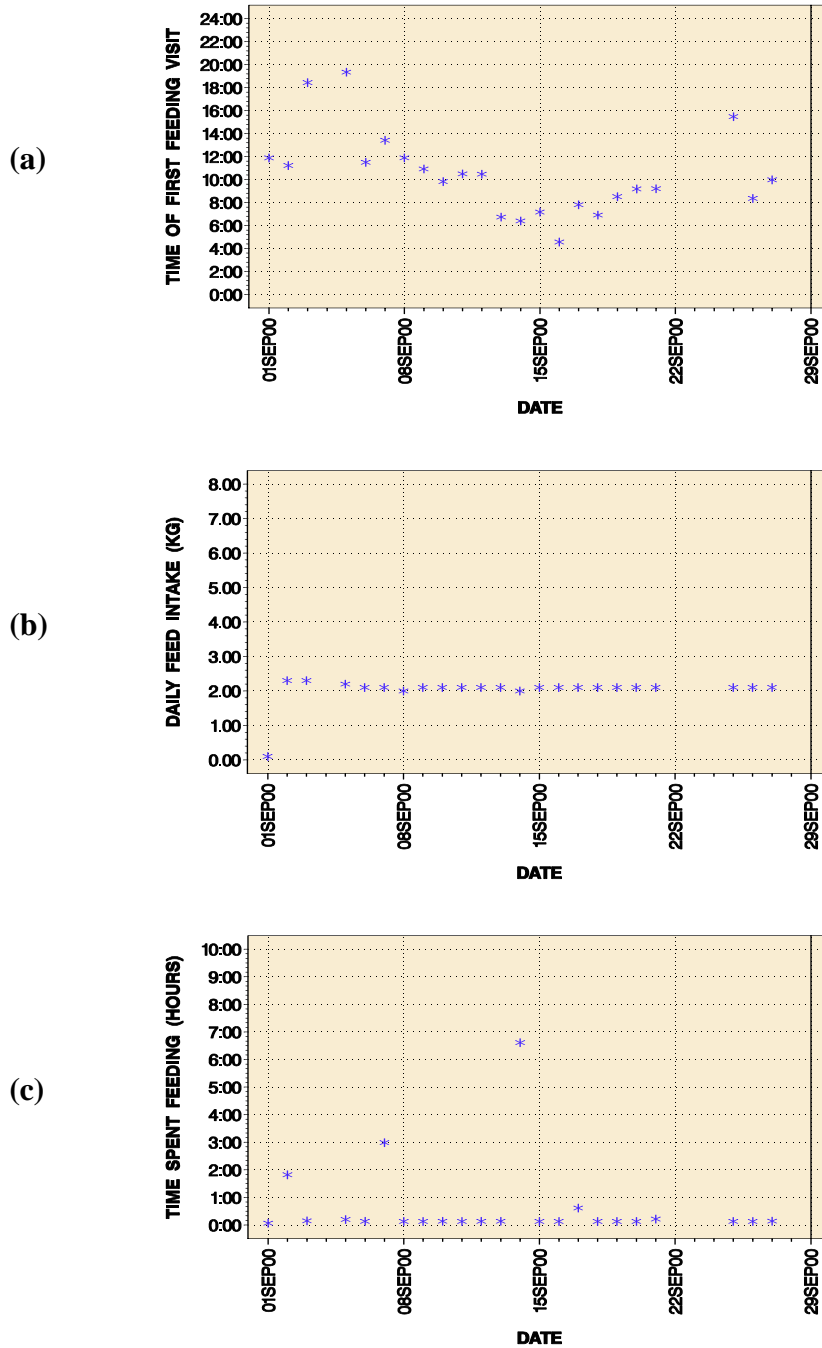 (a)
TIME OF FIRST FEEDING VISIT
24:00
22:00
20:00
18:00
16:00
14:00
12:00
10:00
8:00
6:00
4:00
2:00
0:00
01SEP00
08SEP00
15SEP00
22SEP00
29SEP00
DATE
(b)
DAILY FEED INTAKE (KG)
8.00
7.00
6.00
5.00
4.00
3.00
2.00
1.00
0.00
01SEP00
08SEP00
15SEP00
22SEP00
29SEP00
DATE
(c)
TIME SPENT FEEDING (HOURS)
10:00
9:00
8:00
7:00
6:00
5:00
4:00
3:00
2:00
1:00
0:00
01SEP00
08SEP00
15SEP00
22SEP00
29SEP00
DATE